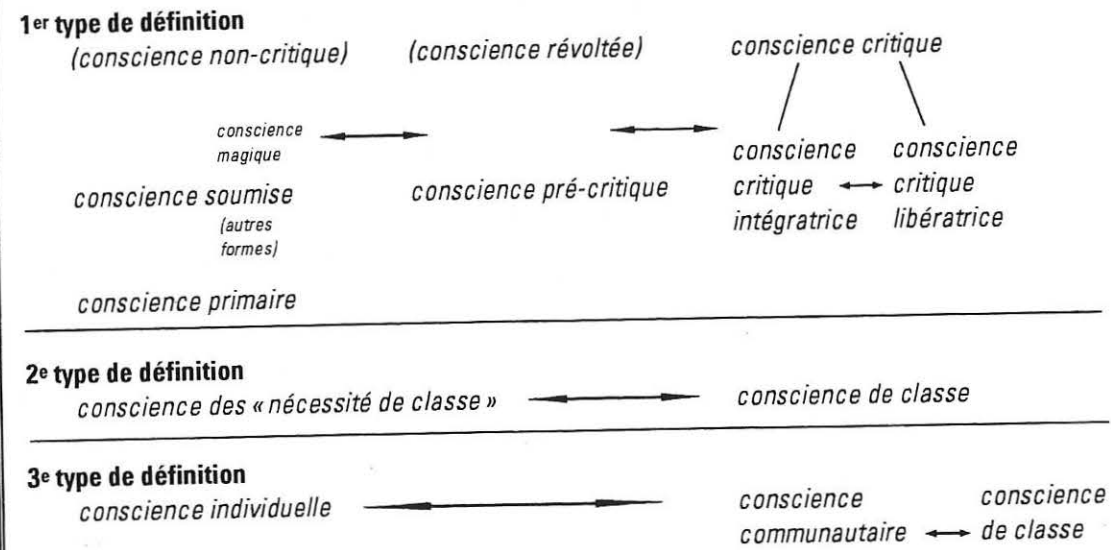 1er type de définition
(conscience non-critique) (conscience révoltée) conscience critique
conscience
magique
conscience soumise
(autres
formes)
conscience primaire
conscience pré-critique
conscience
critique
intégratrice
conscience
critique
libératrice
2e type de définition
conscience des « nécessité de classe » conscience de classe
3e type de définition
conscience individuelle
conscience
communautaire
conscience
de classe